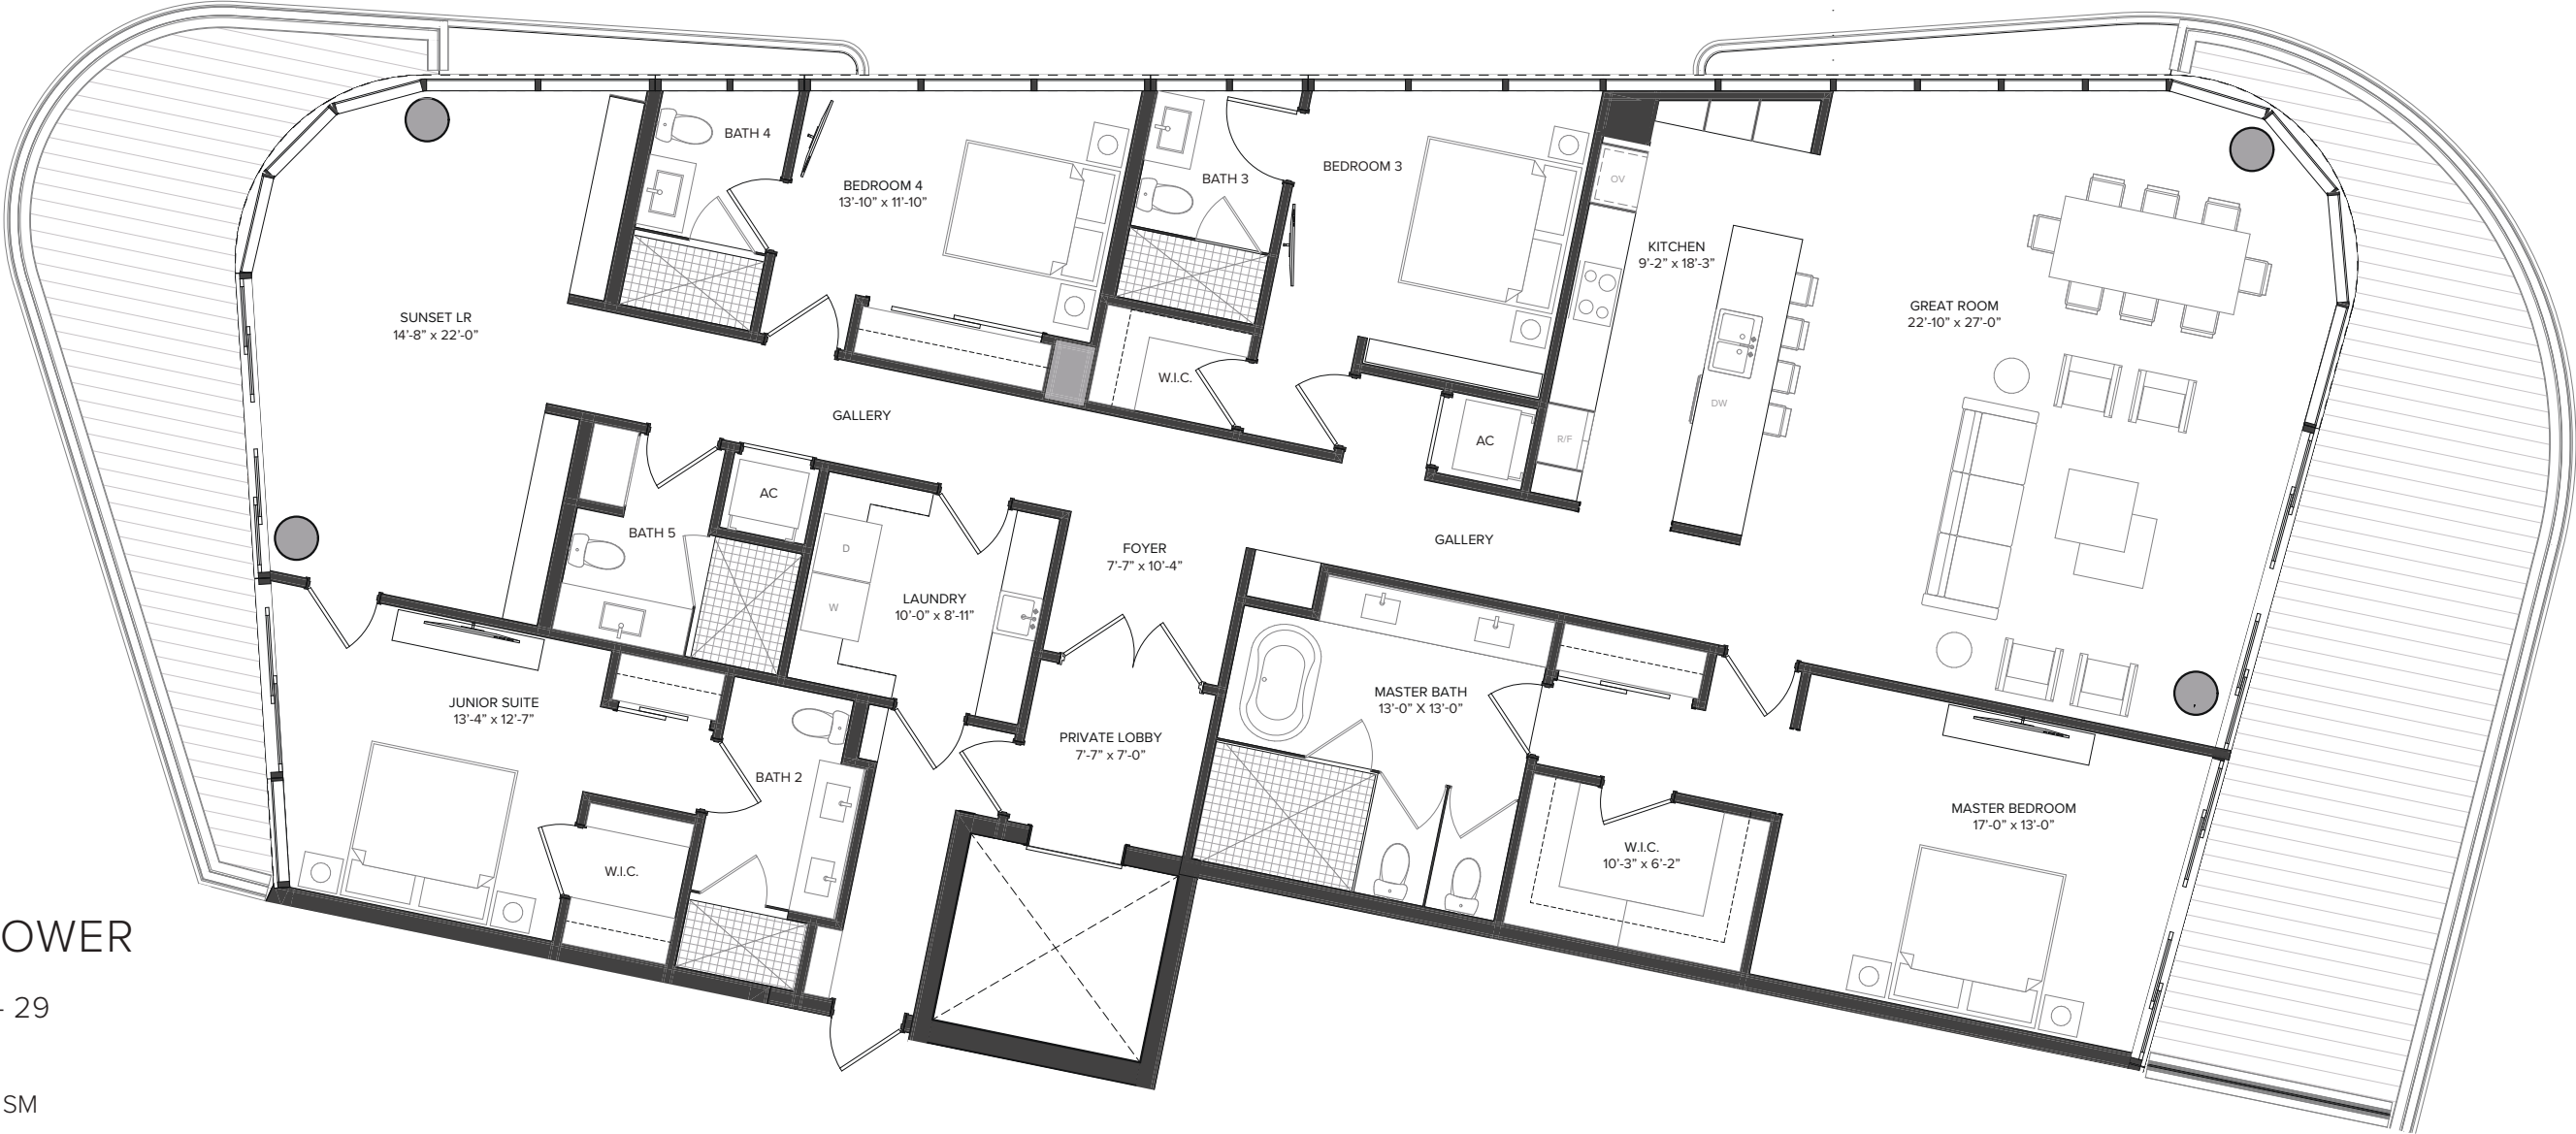 BATH 4
BEDROOM 4
13'-10" x 11'-10"
BATH 3
BEDROOM 3
OV
KITCHEN
9'-2" x 18'-3"
GREAT ROOM
22'-10" x 27'-0"
SUNSET LR
14'-8" x 22'-0"
W.I.C.
DW
GALLERY
AC
R/F
AC
BATH 5
D
W
LAUNDRY
10'-0" x 8'-11"
FOYER
7'-7" x 10'-4"
GALLERY
JUNIOR SUITE
13'-4" x 12'-7"
BATH 2
PRIVATE LOBBY
7'-7" x 7'-0"
MASTER BATH
13'-0" X 13'-0"
W.I.C.
W.I.C.
10'-3" x 6'-2"
MASTER BEDROOM
17'-0" x 13'-0"
OWER
- 29
SM